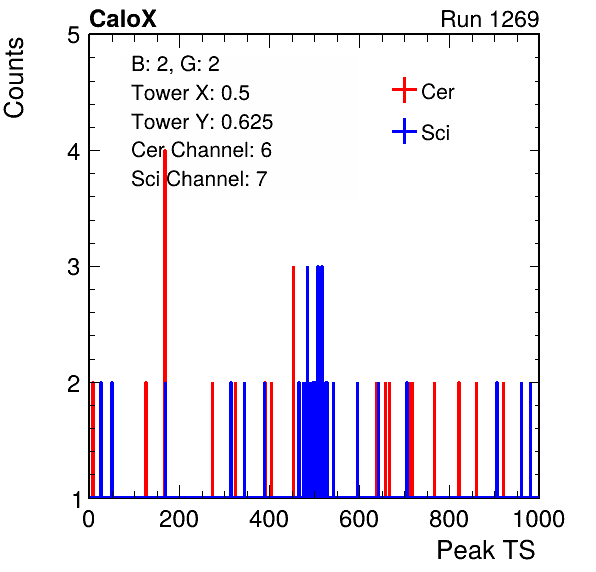 CaloX Run 1269
Counts
B: 2, G: 2
Tower X: 0.5
Tower Y: 0.625
Cer Channel: 6
Sci Channel: 7
Cer
Sci
5
4
3
2
1
0 200 400 600 800 1000
Peak TS